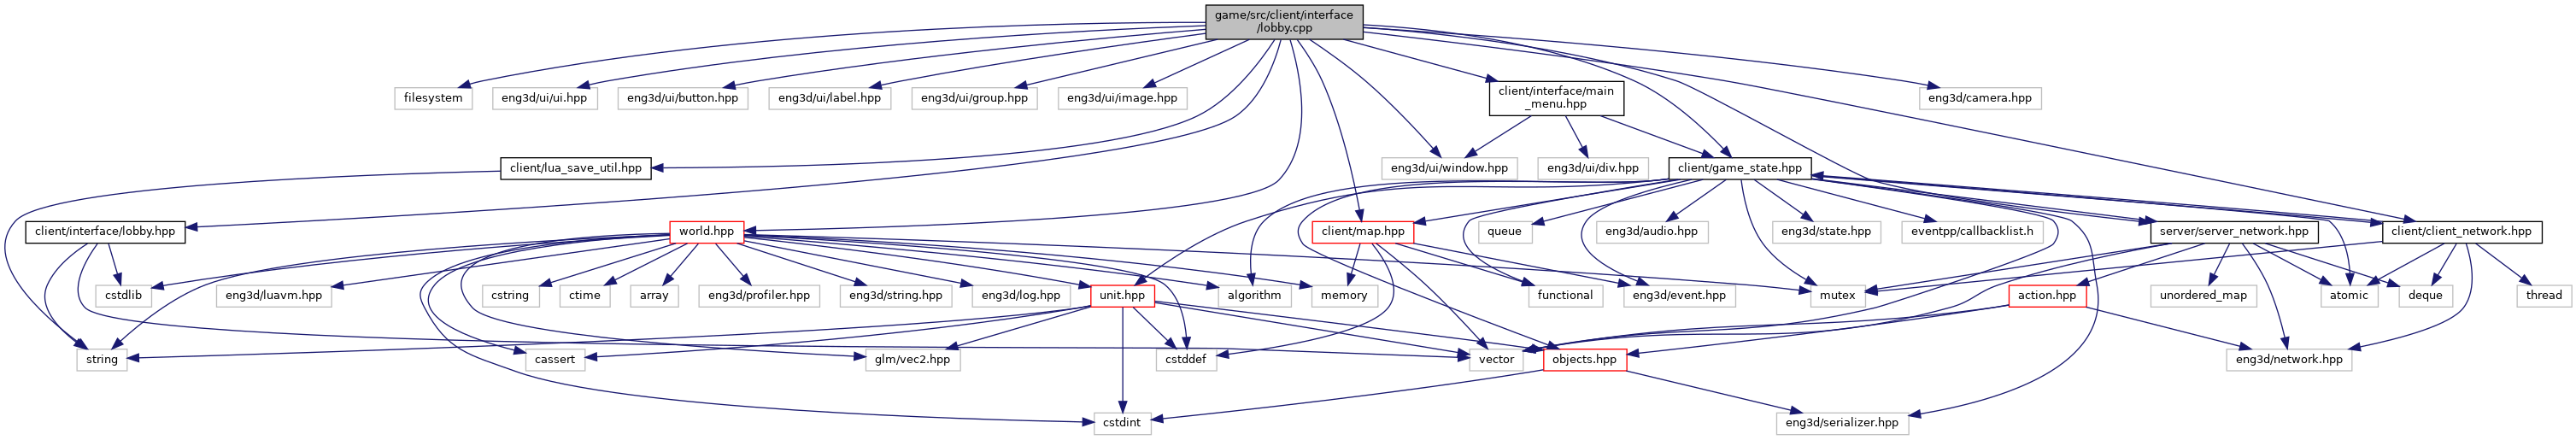 game/src/client/interface
/lobby.cpp
filesystem
eng3d/ui/ui.hpp
eng3d/ui/button.hpp
eng3d/ui/label.hpp
eng3d/ui/group.hpp
eng3d/ui/image.hpp
client/interface/main
_menu.hpp
eng3d/camera.hpp
client/lua_save_util.hpp
eng3d/ui/window.hpp
eng3d/ui/div.hpp
client/game_state.hpp
client/interface/lobby.hpp
world.hpp
client/map.hpp
queue
eng3d/audio.hpp
eng3d/state.hpp
eventpp/callbacklist.h
server/server_network.hpp
client/client_network.hpp
cstdlib
eng3d/luavm.hpp
cstring
ctime
array
eng3d/profiler.hpp
eng3d/string.hpp
eng3d/log.hpp
unit.hpp
algorithm
memory
functional
eng3d/event.hpp
mutex
action.hpp
unordered_map
atomic
deque
thread
string
cassert
glm/vec2.hpp
cstddef
vector
objects.hpp
eng3d/network.hpp
cstdint
eng3d/serializer.hpp